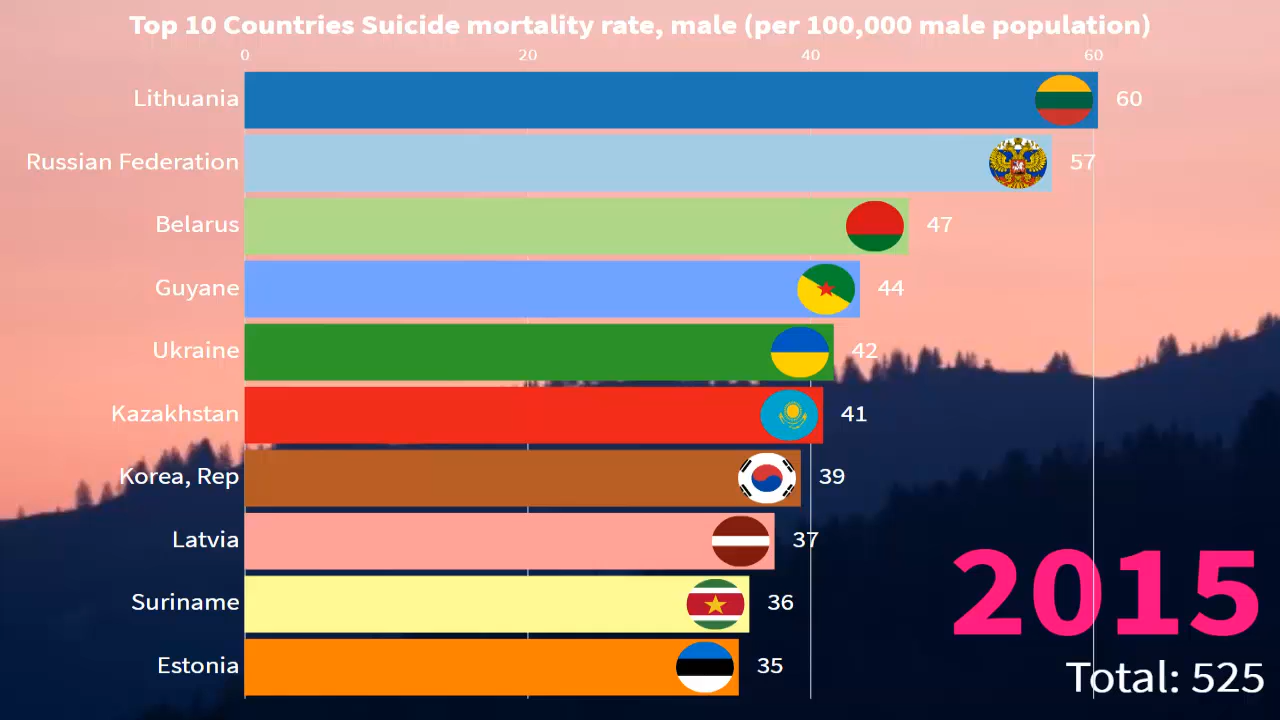 Top 10 Countries Suicide mortality rate, male (per 100,000 male population)
0 20 40 60
Lithuania 60
Russian Federation 57
Belarus 47
Guyane 44
Ukraine 42
Kazakhstan 41
Korea, Rep 39
Latvia 37
Suriname 36
Estonia 35
2015
Total: 525